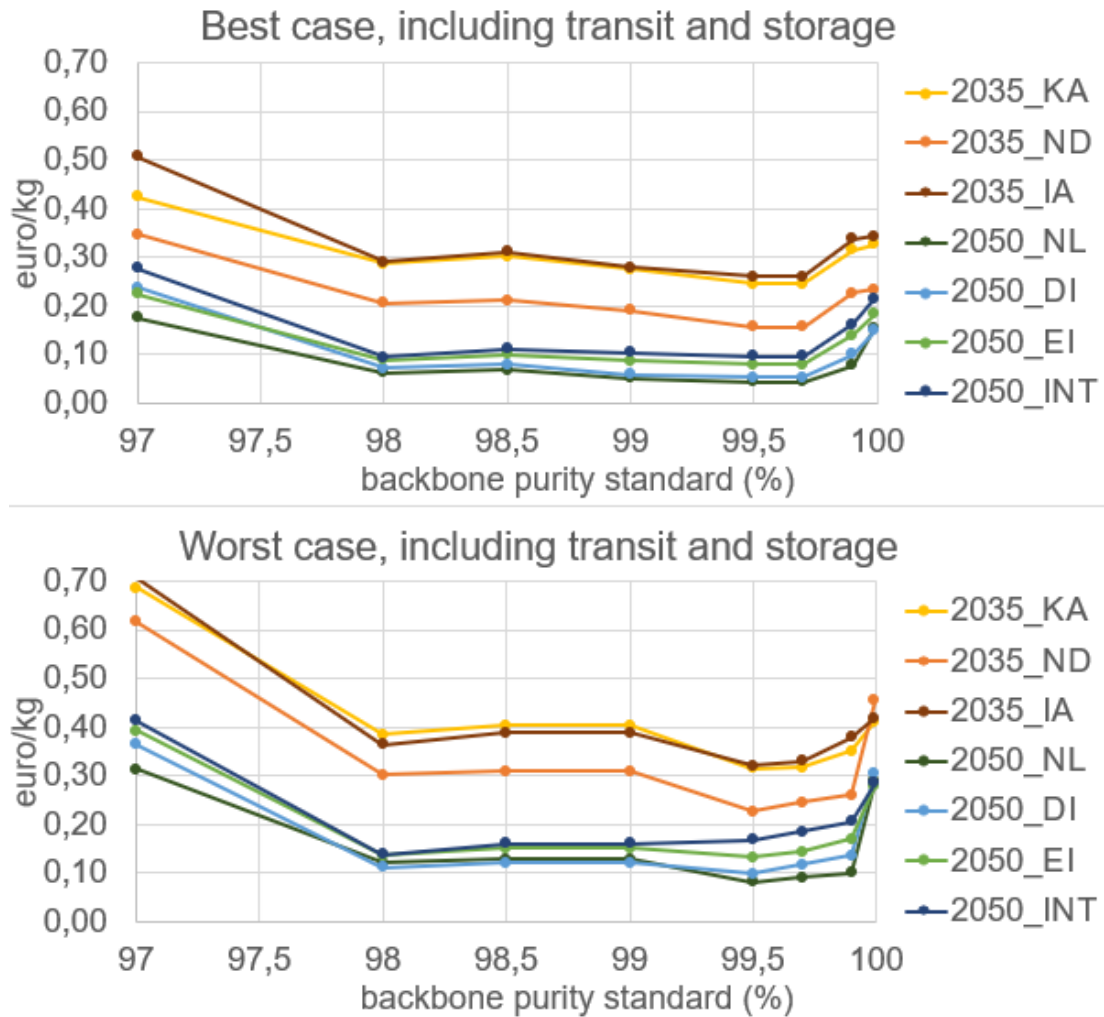 Best case, including transit and storage
0,70
0,60
0,50
0,40
0,30
0,20
0,10
0,00
euro/kg
97 97,5 98 98,5 99 99,5 100
backbone purity standard (%)
2035_KA
2035_ND
2035_IA
2050_NL
2050_DI
2050_EI
2050_INT
Worst case, including transit and storage
0,70
0,60
0,50
0,40
0,30
0,20
0,10
0,00
euro/kg
97 97,5 98 98,5 99 99,5 100
backbone purity standard (%)
2035_KA
2035_ND
2035_IA
2050_NL
2050_DI
2050_EI
2050_INT